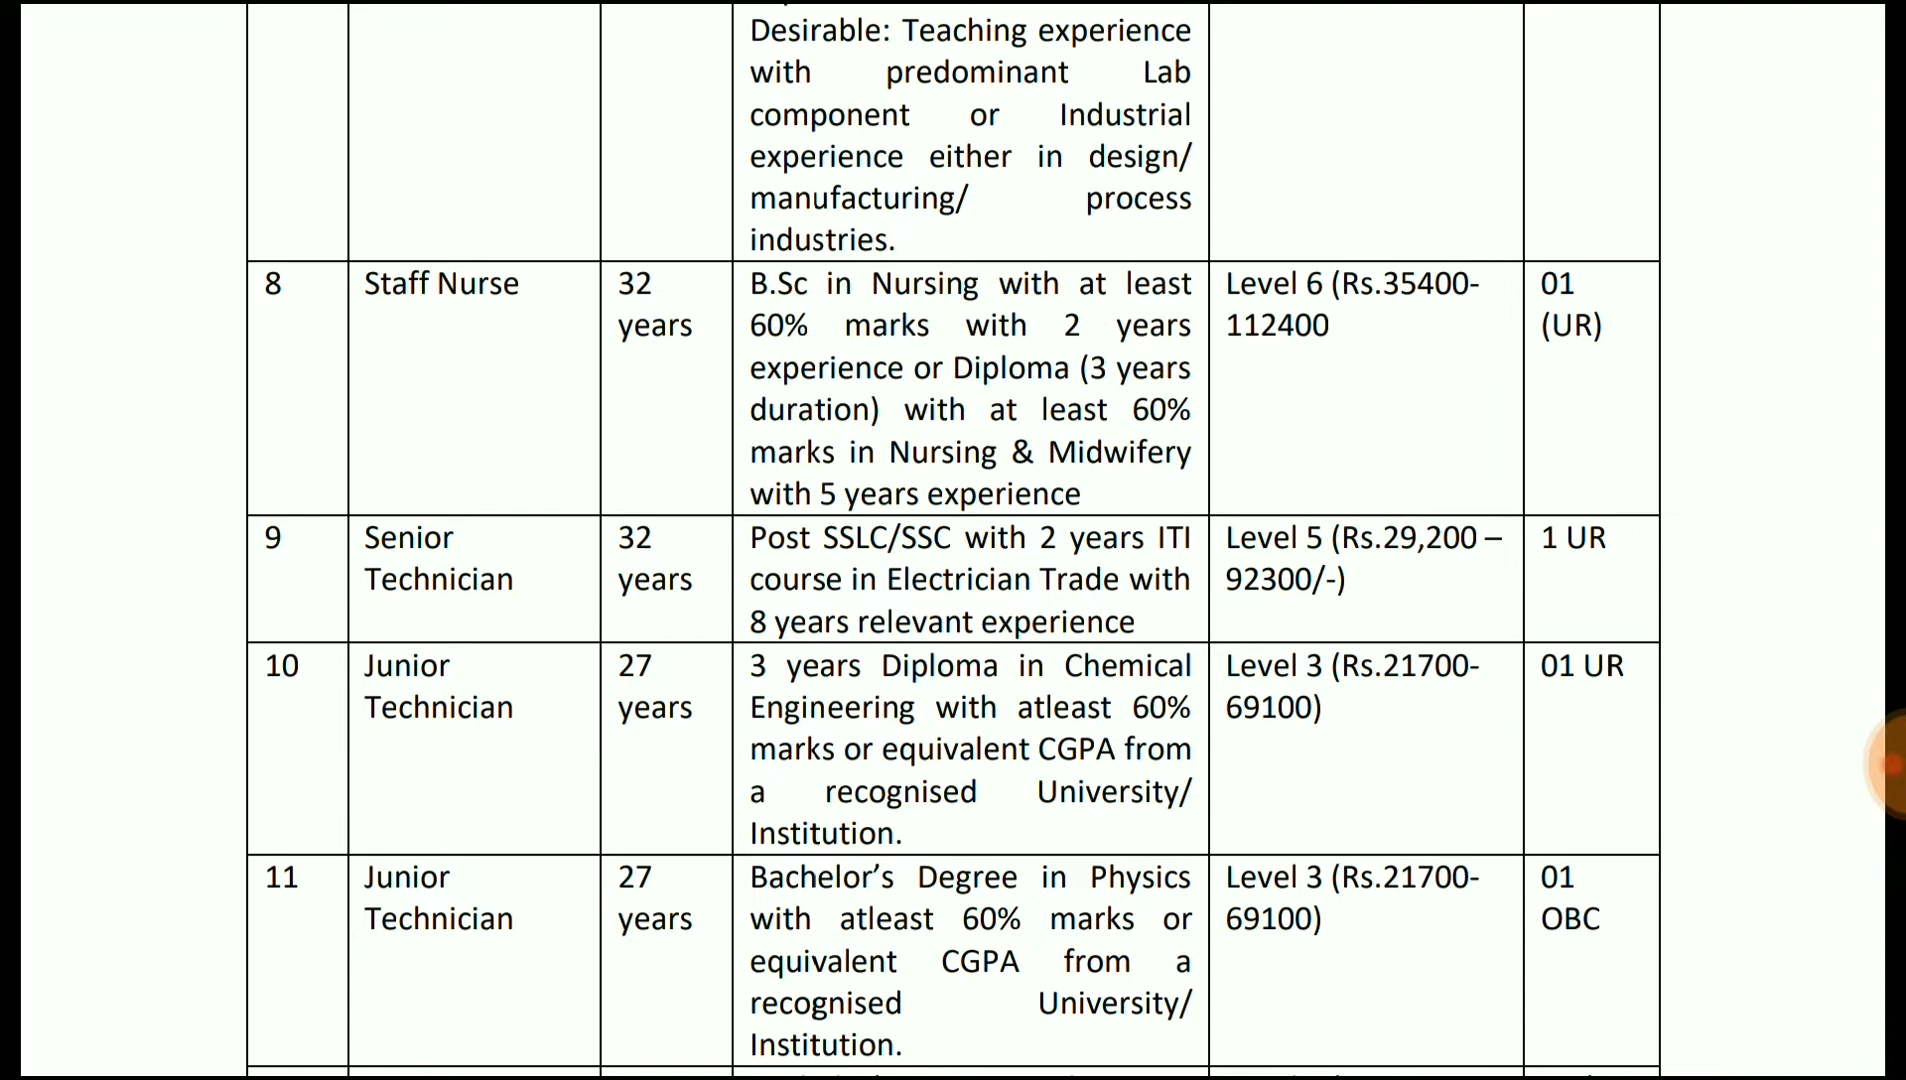 Desirable: Teaching experience
with predominant Lab
component or Industrial
experience either in design/
manufacturing/ process
industries.
8
Staff Nurse
32
years
B.Sc in Nursing with at least
60% marks with 2 years
experience or Diploma (3 years
duration) with at least 60%
marks in Nursing & Midwifery
with 5 years experience
Level 6 (Rs.35400-
112400
01
(UR)
9
Senior
Technician
32
years
Post SSLC/SSC with 2 years ITI
course in Electrician Trade with
8 years relevant experience
Level 5 (Rs.29,200 –
92300/-)
1 UR
10
Junior
Technician
27
years
3 years Diploma in Chemical
Engineering with atleast 60%
marks or equivalent CGPA from
a recognised University/
Institution.
Level 3 (Rs.21700-
69100)
01 UR
11
Junior
Technician
27
years
Bachelor’s Degree in Physics
with atleast 60% marks or
equivalent CGPA from a
recognised University/
Institution.
Level 3 (Rs.21700-
69100)
01
OBC